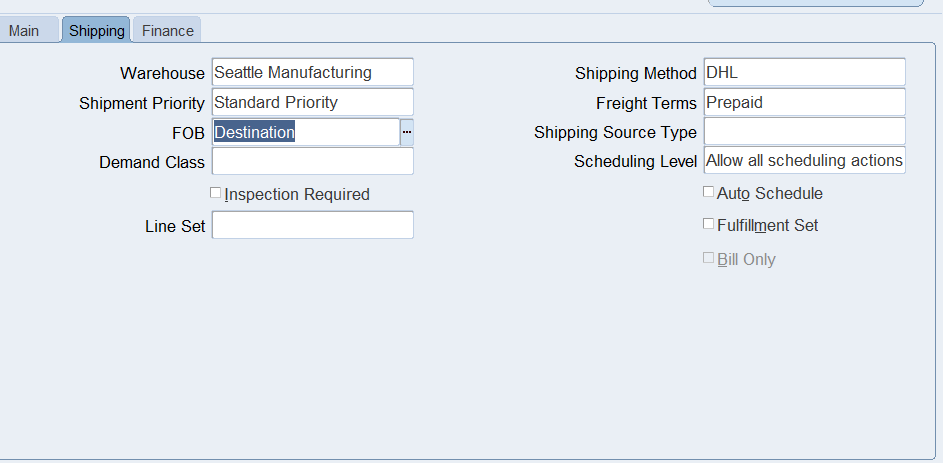 Main
Shipping
Finance
Warehouse Seattle Manufacturing
Shipment Priority Standard Priority
FOB Destination ...
Demand Class
Inspection Required
Line Set
Shipping Method DHL
Freight Terms Prepaid
Shipping Source Type
Scheduling Level Allow all scheduling actions
Auto Schedule
Fulfillment Set
Bill Only